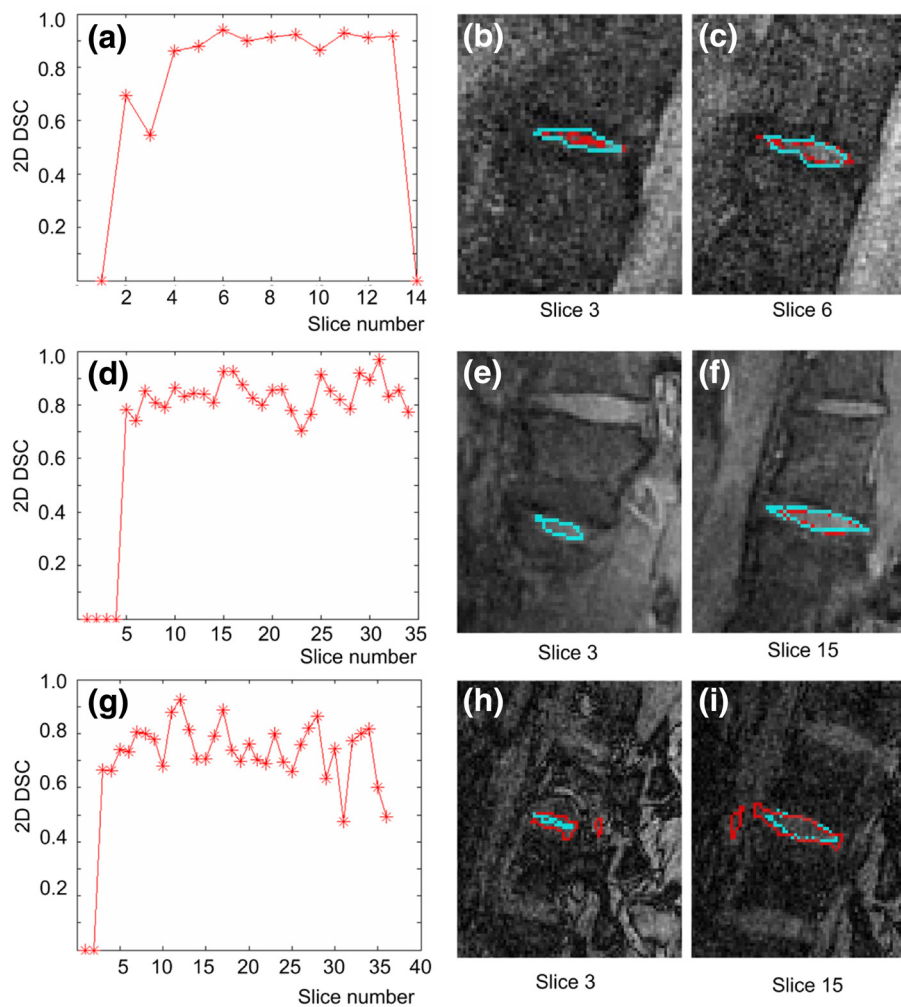 (a)
2D DSC
1.0
0.8
0.6
0.4
0.2
2 4 6 8 10 12 14
Slice number
(b)
Slice 3
(c)
Slice 6
(d)
2D DSC
1.0
0.8
0.6
0.4
0.2
5 10 15 20 25 30 35
Slice number
(e)
Slice 3
(f)
Slice 15
(g)
2D DSC
1.0
0.8
0.6
0.4
0.2
5 10 15 20 25 30 35 40
Slice number
(h)
Slice 3
(i)
Slice 15